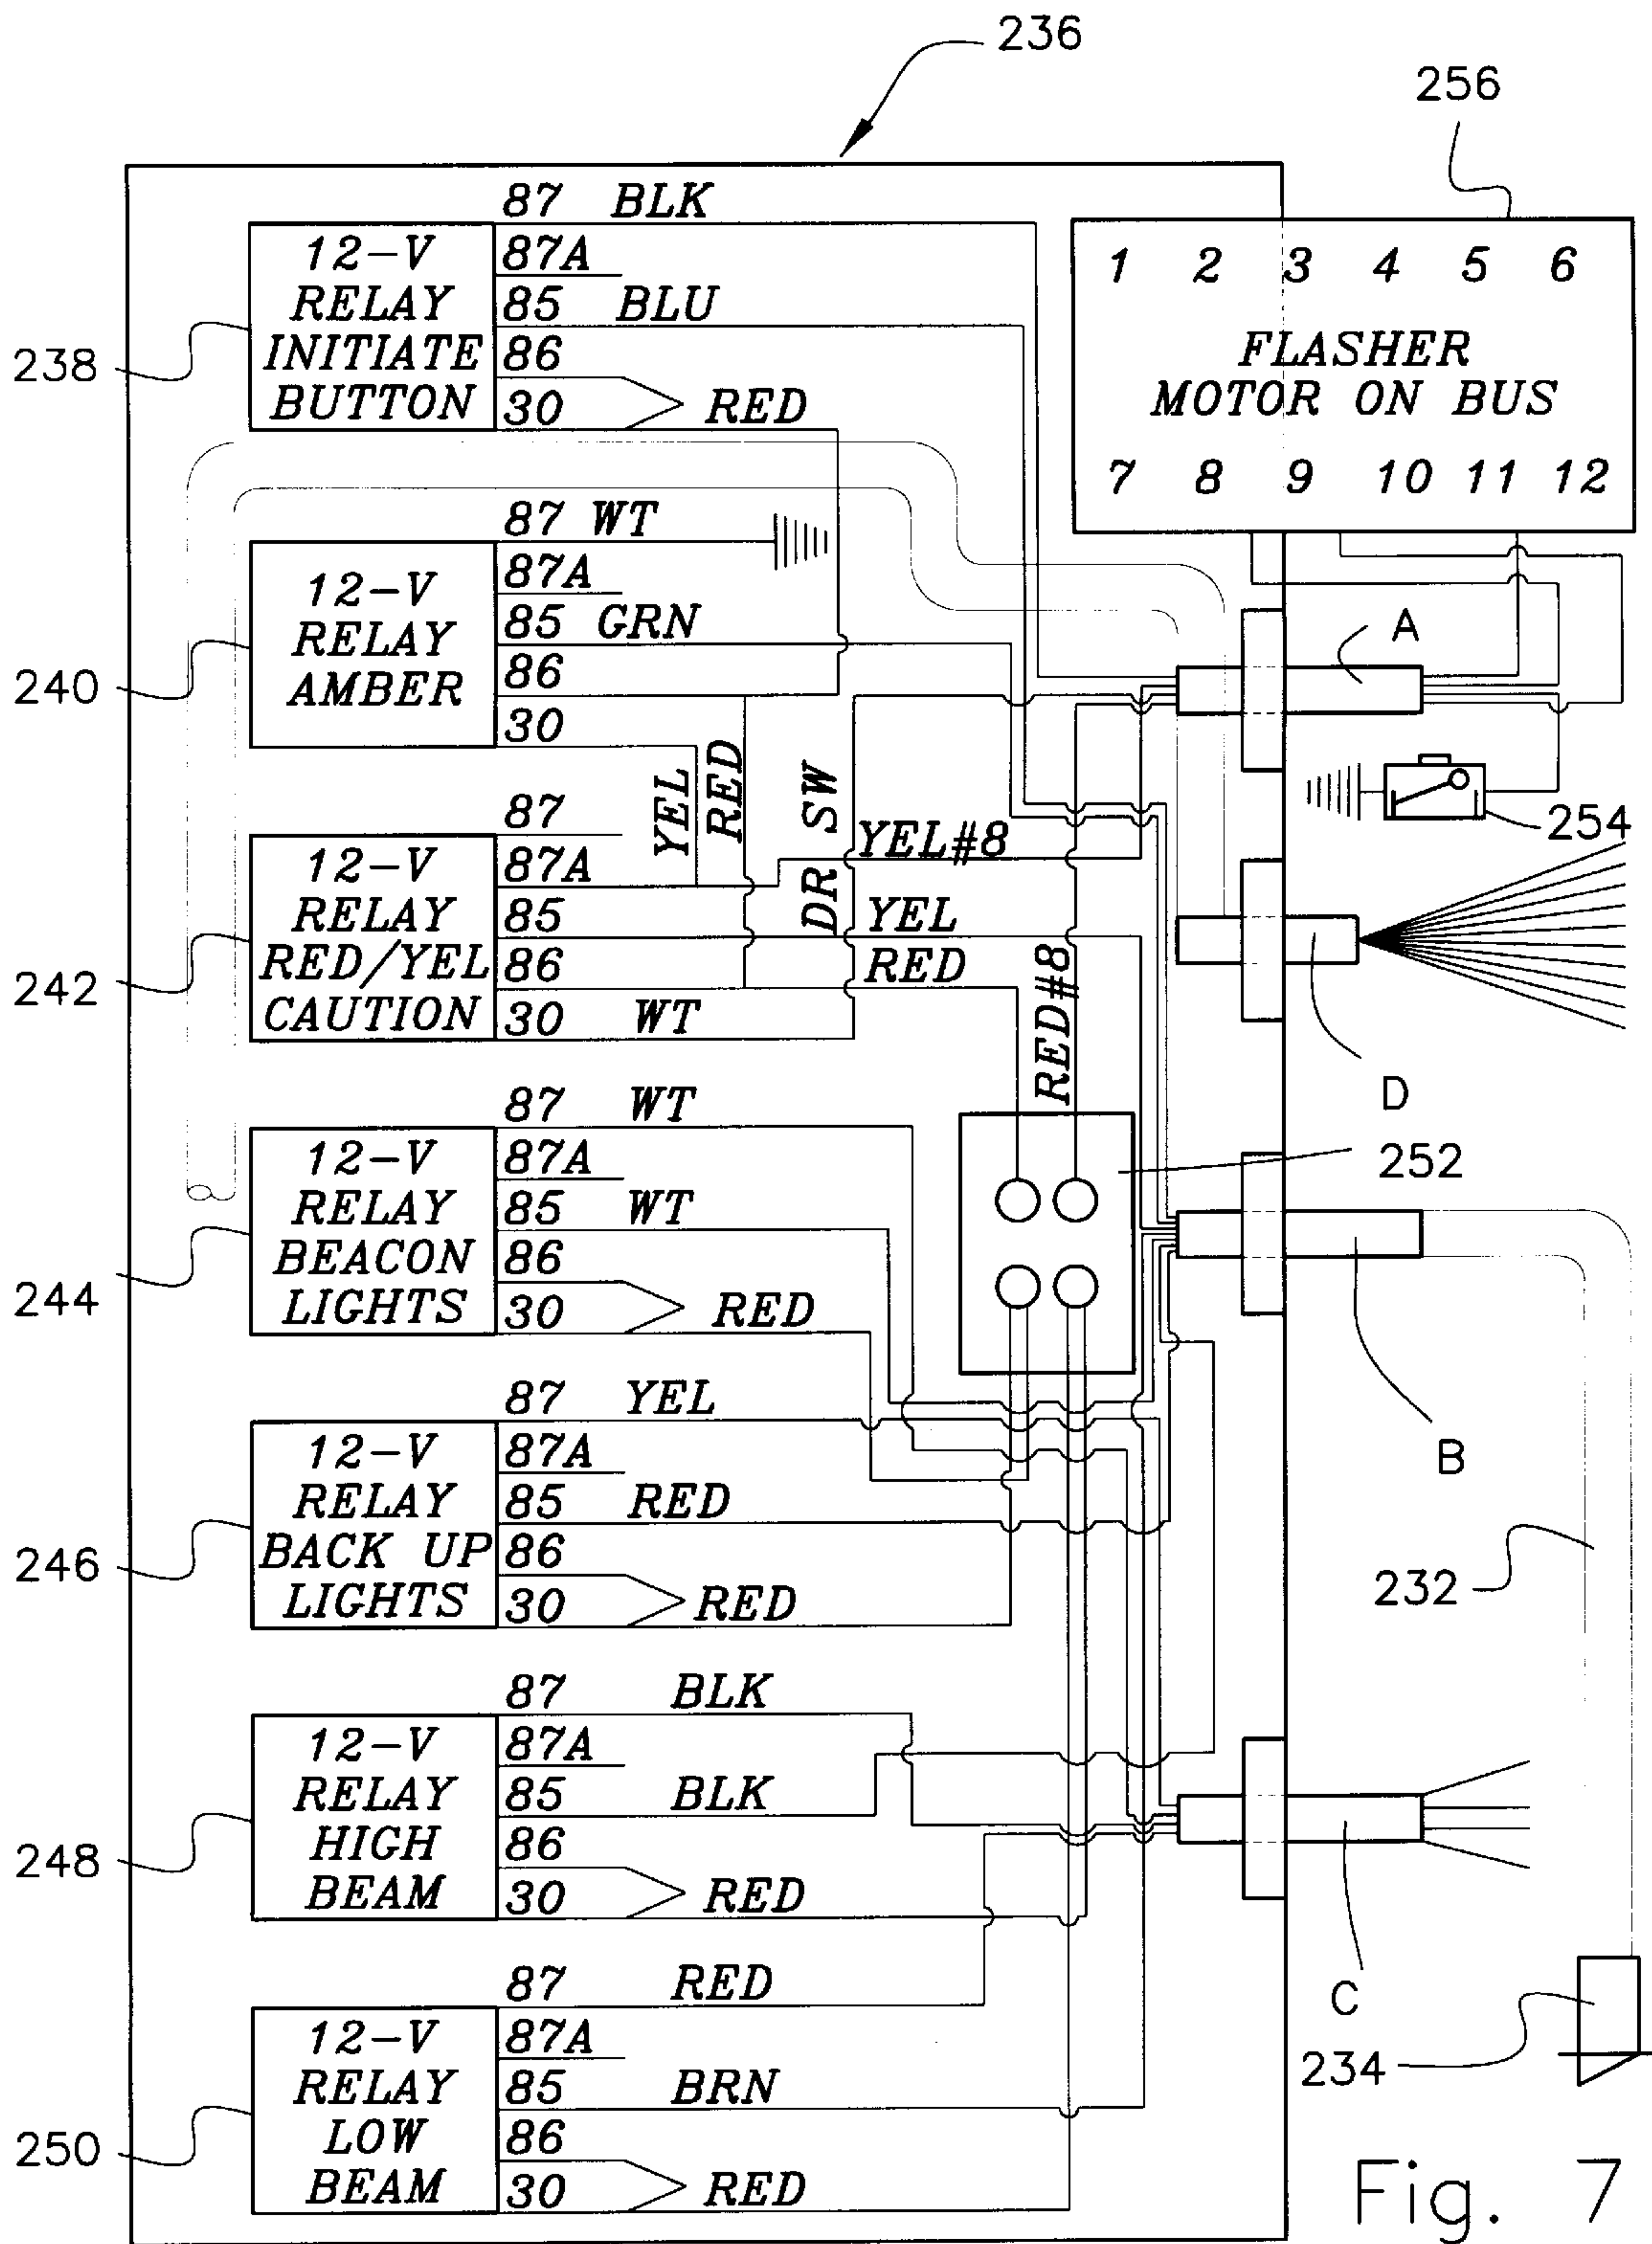 236
256
87 BLK
12-V
RELAY
INITIATE
BUTTON
87A
85 BLU
86
30 RED
238
1 2 3 4 5 6
FLASHER
MOTOR ON BUS
7 8 9 10 11 12
87 WT
12-V
RELAY
AMBER
87A
85 GRN
86
30
240
A
YEL
RED
DR SW
254
87
12-V
RELAY
RED/YEL
CAUTION
87A YEL#8
85 YEL
86 RED
30 WT
242
RED#8
D
87 WT
12-V
RELAY
BEACON
LIGHTS
87A
85 WT
86
30 RED
244
252
B
87 YEL
12-V
RELAY
BACK UP
LIGHTS
87A
85 RED
86
30 RED
246
232
87 BLK
12-V
RELAY
HIGH
BEAM
87A
85 BLK
86
30 RED
248
C
87 RED
12-V
RELAY
LOW
BEAM
87A
85 BRN
86
30 RED
250
234
Fig. 7